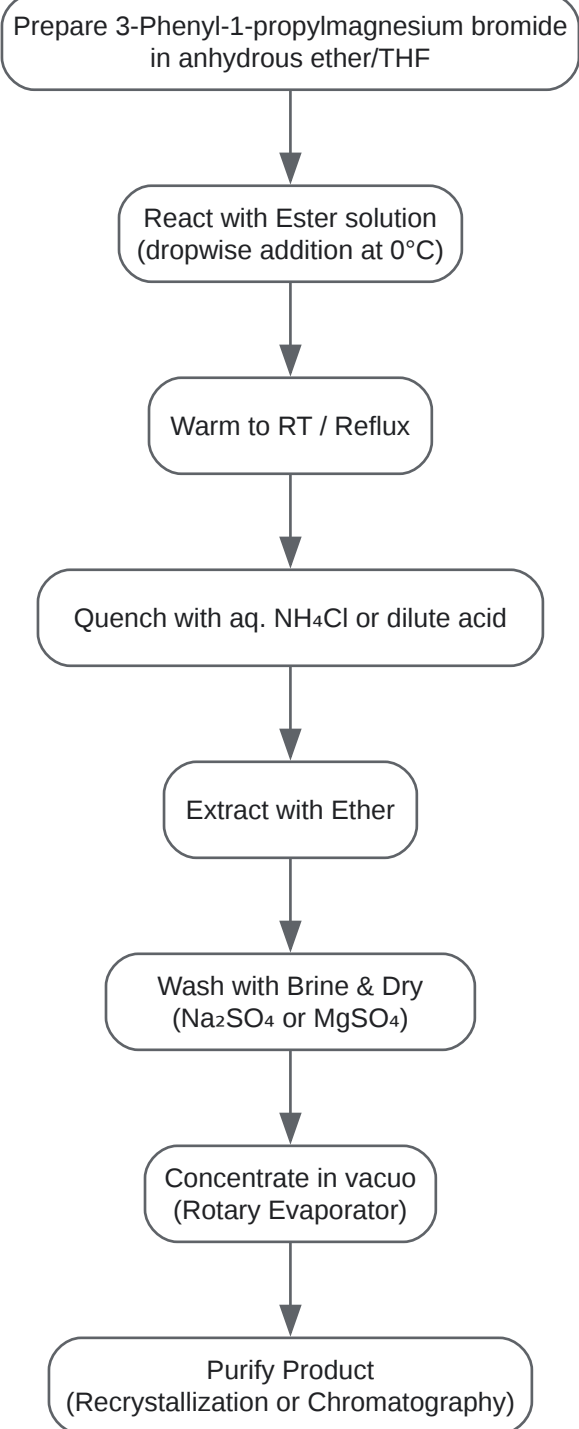 Prepare 3-Phenyl-1-propylmagnesium bromide
in anhydrous ether/THF
React with Ester solution
(dropwise addition at 0°C)
Warm to RT / Reflux
Quench with aq. NH₄Cl or dilute acid
Extract with Ether
Wash with Brine & Dry
(Na₂SO₄ or MgSO₄)
Concentrate in vacuo
(Rotary Evaporator)
Purify Product
(Recrystallization or Chromatography)